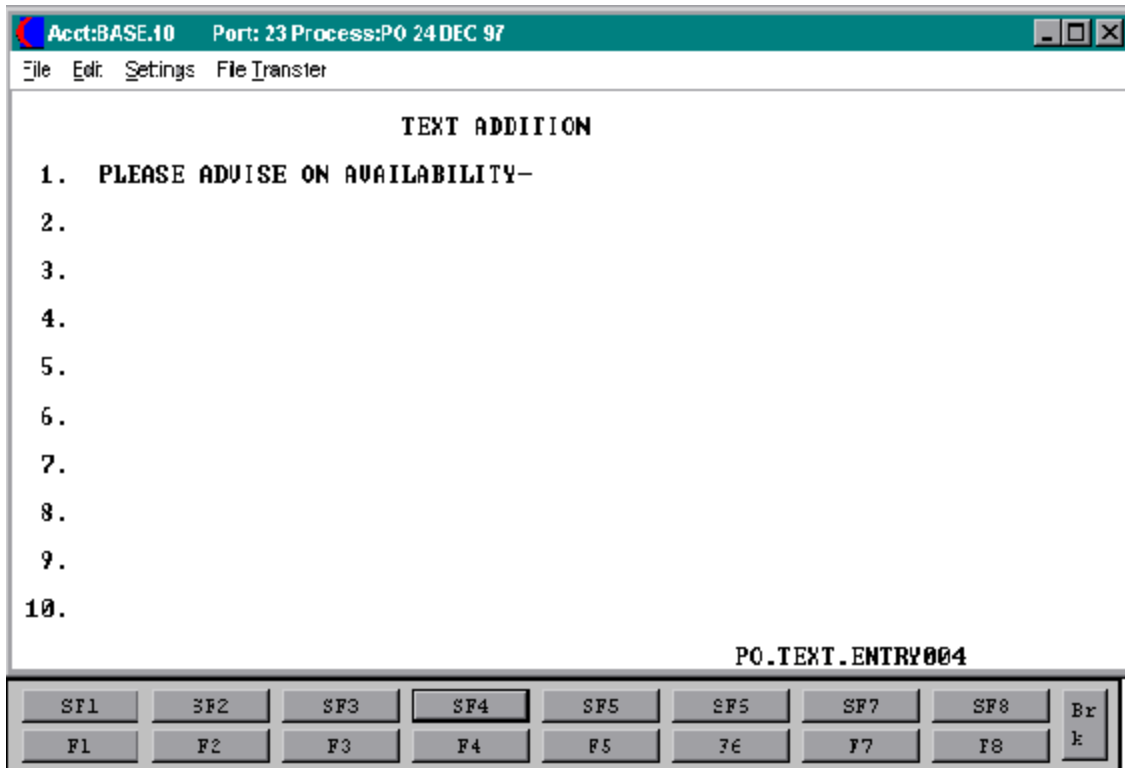 Acct:BASE.10 Port: 23 Process:PO 24 DEC 97
File Edit Settings File Transfer
TEXT ADDITION
1. PLEASE ADVISE ON AVAILABILITY-
2.
3.
4.
5.
6.
7.
8.
9.
10.
PO.TEXT.ENTRY004
SF1 SF2 SF3 SF4 SF5 SF6 SF7 SF8 Br
F1 F2 F3 F4 F5 F6 F7 F8 k